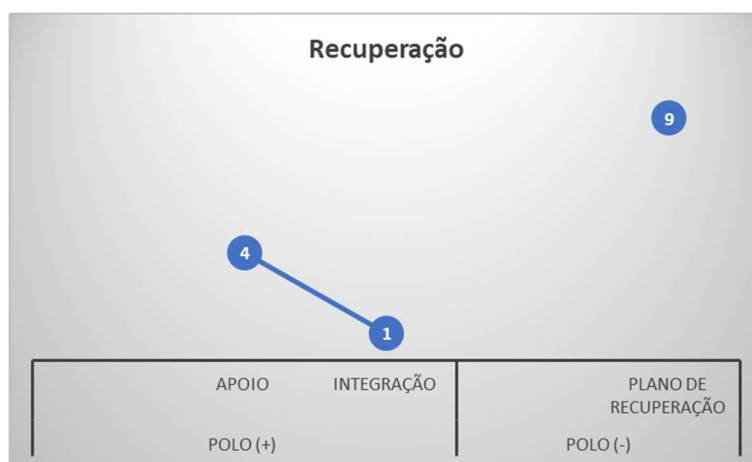 Recuperação
9
4
1
APOIO INTEGRAÇÃO PLANO DE
RECUPERAÇÃO
POLO (+) POLO (-)